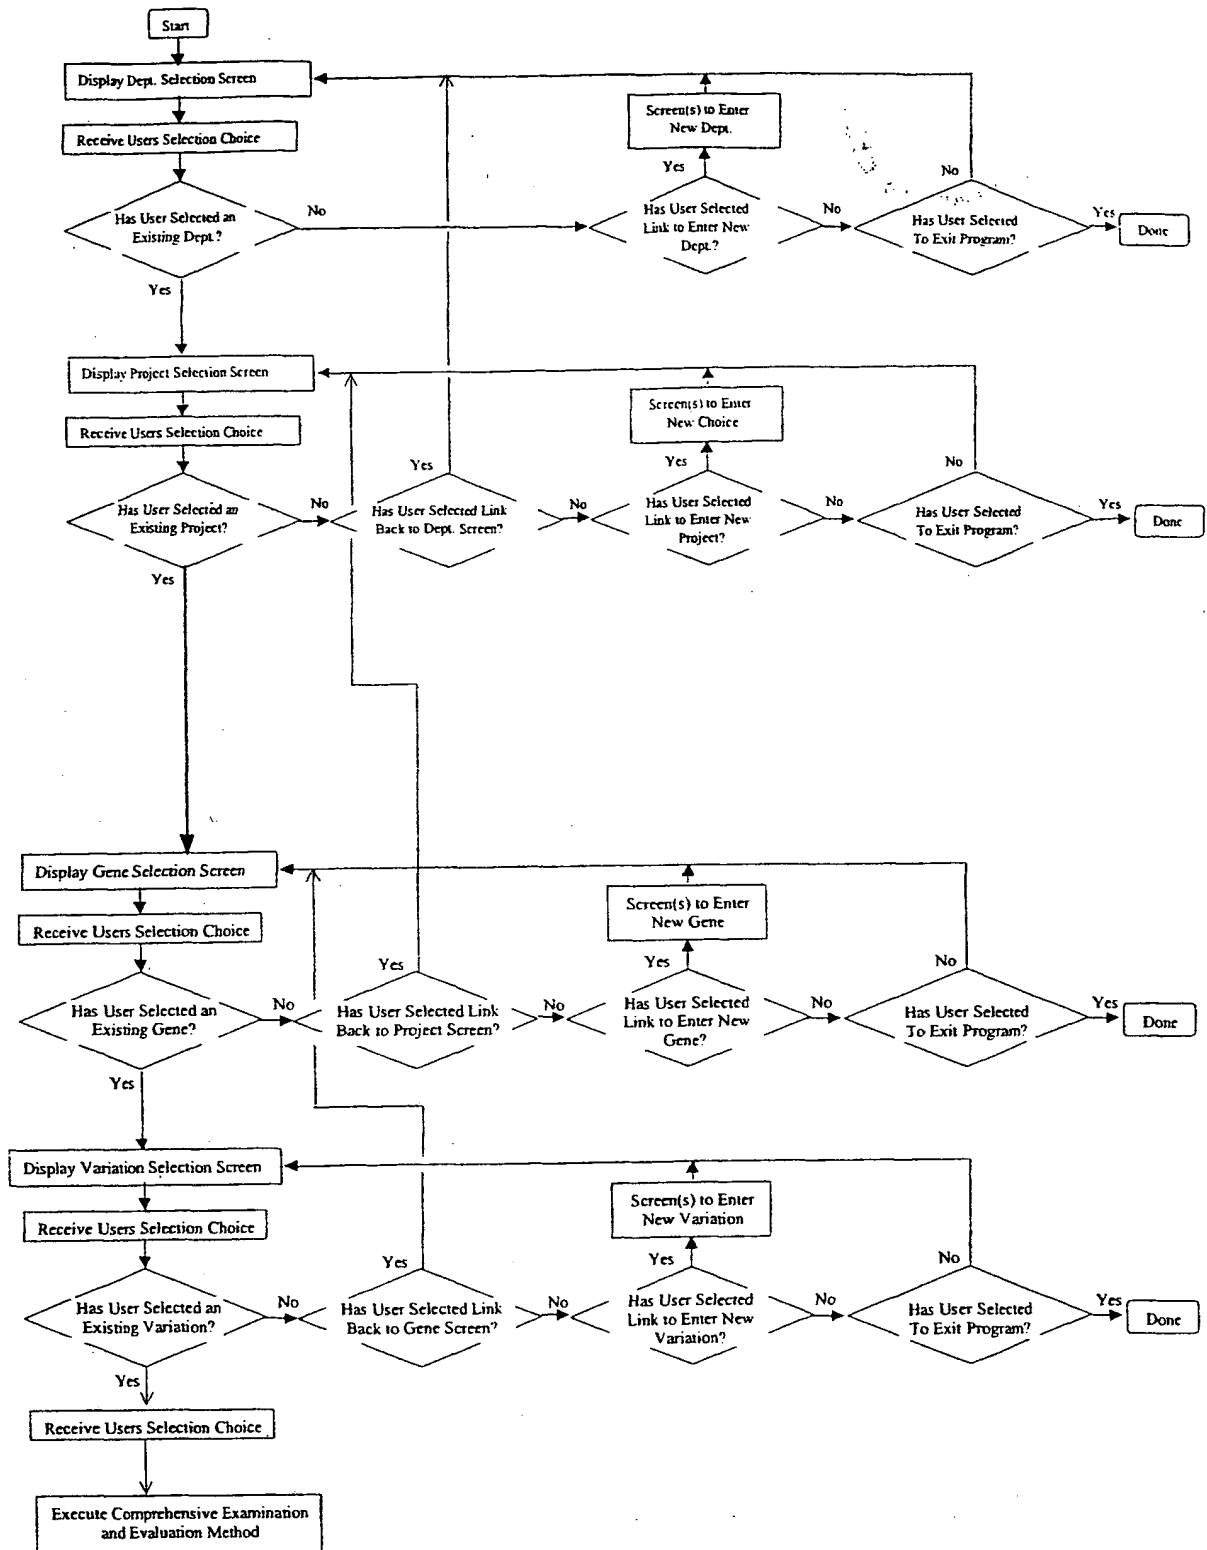 Start
Display Dept. Selection Screen
Receive Users Selection Choice
Screen(s) to Enter
New Dept.
Yes
No
Has User Selected an
Existing Dept.?
No
Has User Selected
Link to Enter New
Dept.?
No
Has User Selected
To Exit Program?
Yes
Done
Yes
Display Project Selection Screen
Receive Users Selection Choice
Screen(s) to Enter
New Choice
Yes
Yes
No
Has User Selected an
Existing Project?
No
Has User Selected Link
Back to Dept. Screen?
No
Has User Selected
Link to Enter New
Project?
No
Has User Selected
To Exit Program?
Yes
Done
Yes
Display Gene Selection Screen
Receive Users Selection Choice
Screen(s) to Enter
New Gene
Yes
Yes
No
Has User Selected an
Existing Gene?
No
Has User Selected Link
Back to Project Screen?
No
Has User Selected
Link to Enter New
Gene?
No
Has User Selected
To Exit Program?
Yes
Done
Yes
Display Variation Selection Screen
Receive Users Selection Choice
Screen(s) to Enter
New Variation
Yes
Yes
No
Has User Selected an
Existing Variation?
No
Has User Selected Link
Back to Gene Screen?
No
Has User Selected
Link to Enter New
Variation?
No
Has User Selected
To Exit Program?
Yes
Done
Yes
Receive Users Selection Choice
Execute Comprehensive Examination
and Evaluation Method